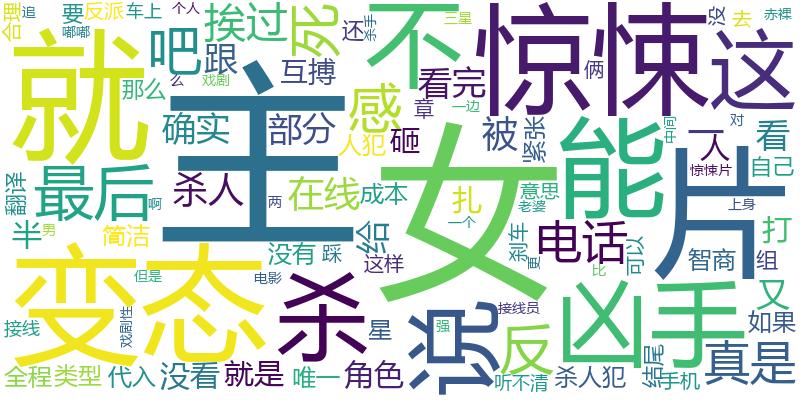 合理 追 要 反派 车上 个人
嘟嘟 吧 跟 挨过 死 不 惊悚 这 没 去 赤裸
就 主 还 杀手 三星 俩
那么 么 戏剧 互搏 看完
确实 部分 感 章 一边 中间 对
人犯 砸 被 紧张 一人 看
翻译 最后 杀人 在线 成本 女 能 片 惊悚片 自己
啊 两 扎 意思 老婆 上身
半 简洁 男 给 一个 刹车 电话 智商 打
变态 没有 踩 这样 更 可以 组 又
但是 电影 杀 说 比 凶手
接线 戏剧性 星 强 接线员 反 如果
全程 类型 代入 没看 就是 唯一 角色 听不清 杀人犯 结尾 手机 真是